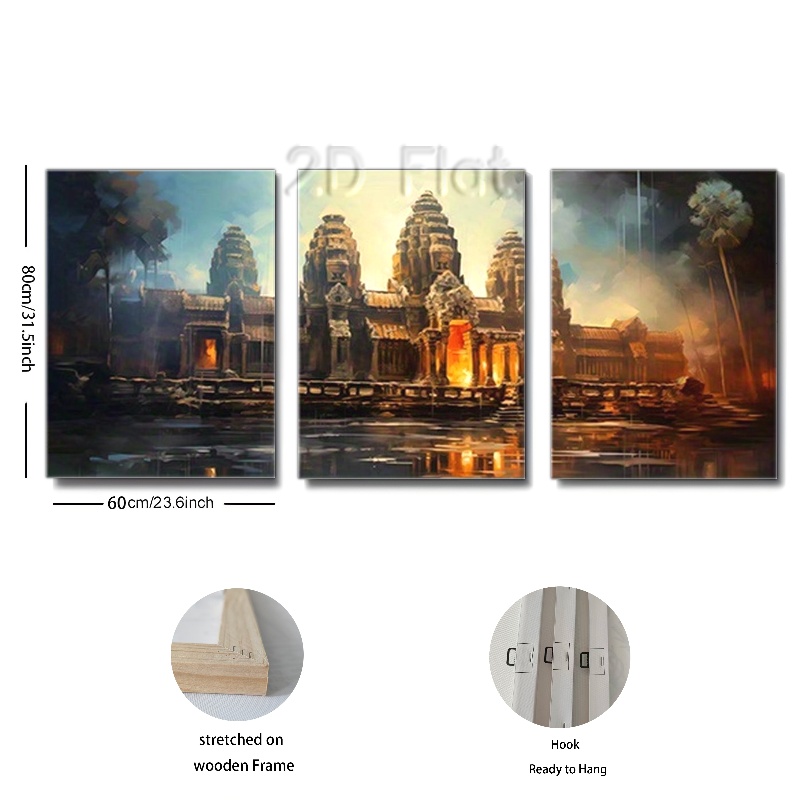 2D Flat
80cm/31.5inch
60cm/23.6inch
stretched on
wooden Frame
Hook
Ready to Hang